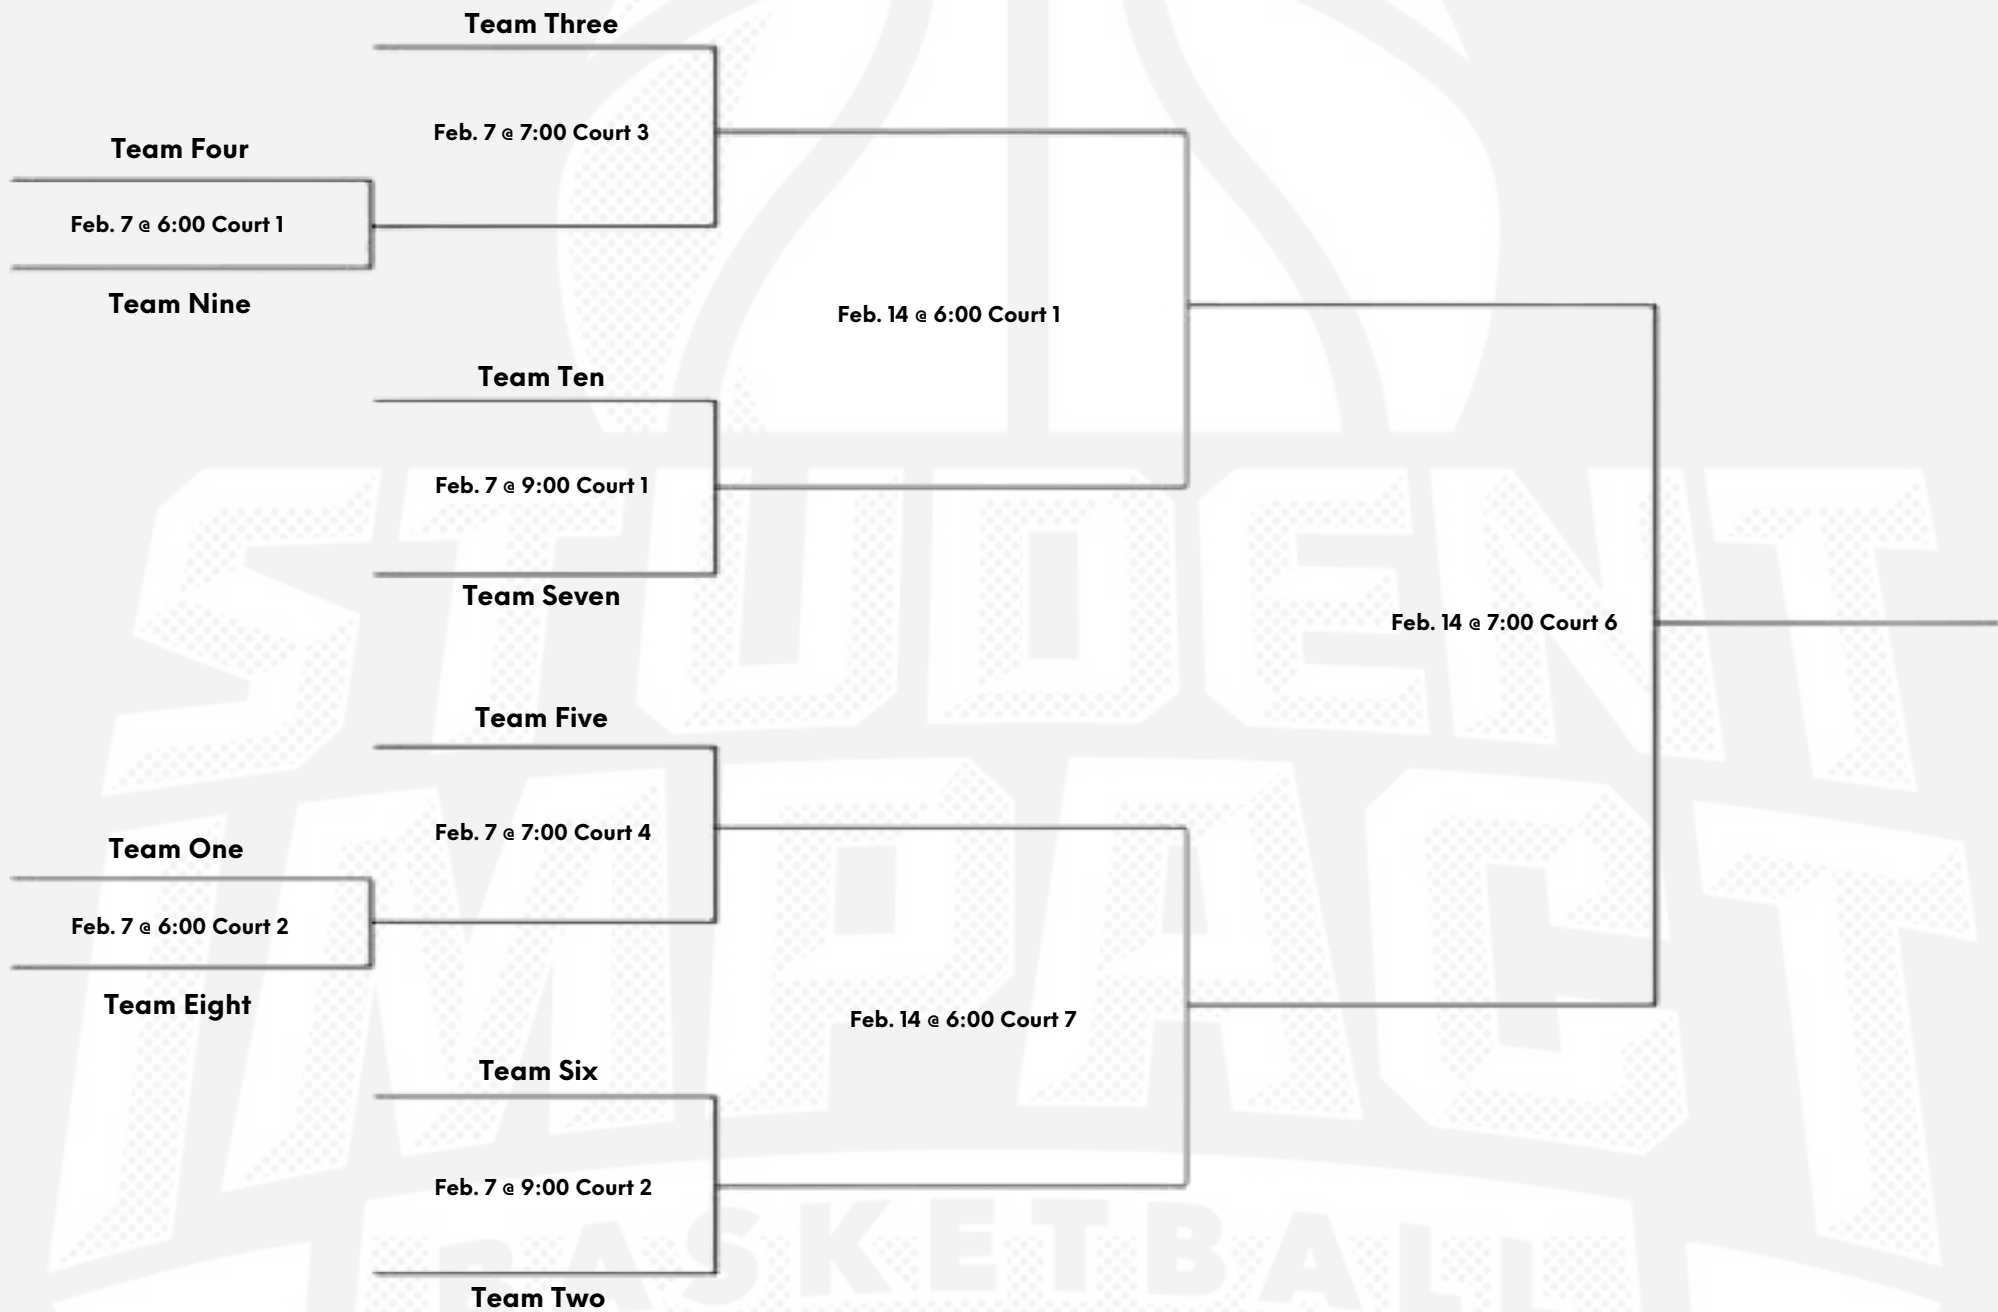 Team Three
Feb. 7 @ 7:00 Court 3
Team Four
Feb. 7 @ 6:00 Court 1
Team Nine
Feb. 14 @ 6:00 Court 1
Team Ten
Feb. 7 @ 9:00 Court 1
Team Seven
Feb. 14 @ 7:00 Court 6
Team Five
Feb. 7 @ 7:00 Court 4
Team One
Feb. 7 @ 6:00 Court 2
Team Eight
Feb. 14 @ 6:00 Court 7
Team Six
Feb. 7 @ 9:00 Court 2
Team Two
STUDENT
IMPACT
BASKETBALL